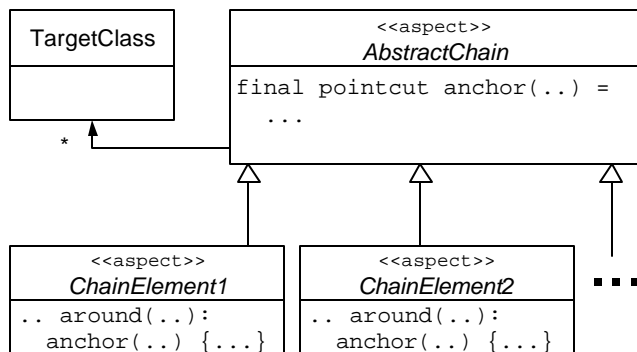 TargetClass
<<aspect>>
AbstractChain
final pointcut anchor(..) =
...
*
<<aspect>>
ChainElement1
.. around(..):
anchor(..) {...}
<<aspect>>
ChainElement2
.. around(..):
anchor(..) {...}
...